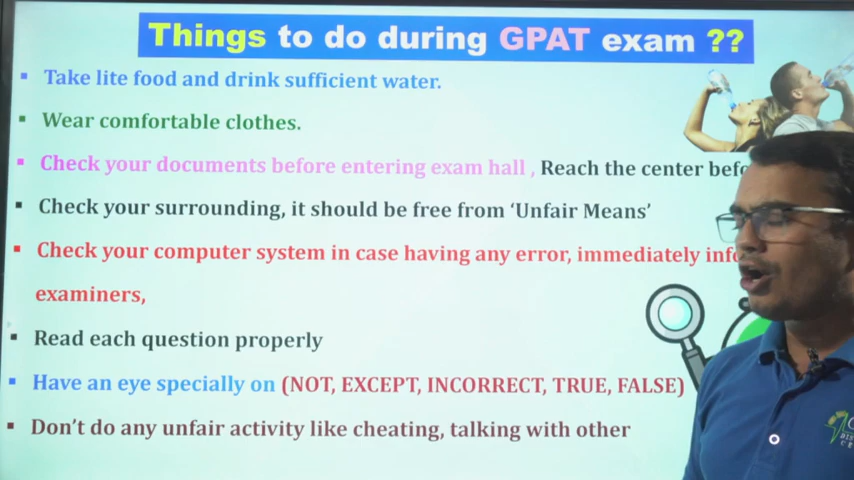 Things to do during GPAT exam ??
▪ Take lite food and drink sufficient water.
▪ Wear comfortable clothes.
▪ Check your documents before entering exam hall , Reach the center
▪ Check your surrounding, it should be free from ‘Unfair Means’
▪ Check your computer system in case having any error, immediately
examiners,
▪ Read each question properly
▪ Have an eye specially on (NOT, EXCEPT, INCORRECT, TRUE, FALSE)
▪ Don’t do any unfair activity like cheating, talking with other